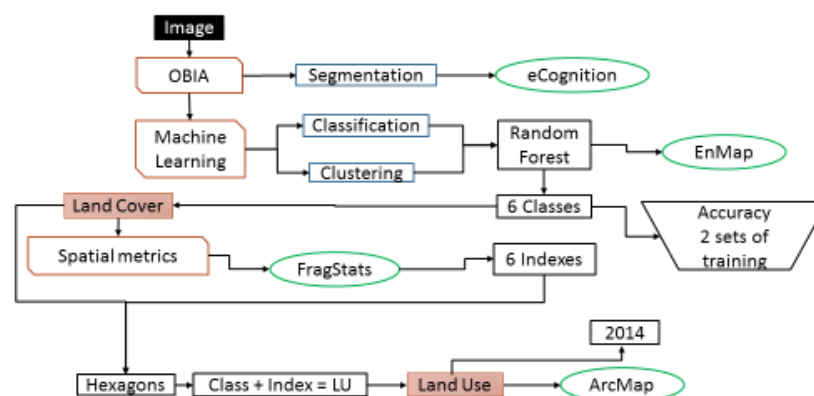 Image
OBIA
Segmentation
eCognition
Machine
Learning
Classification
Clustering
Random
Forest
EnMap
Land Cover
6 Classes
Accuracy
2 sets of
training
Spatial metrics
FragStats
6 Indexes
2014
Hexagons
Class + Index = LU
Land Use
ArcMap